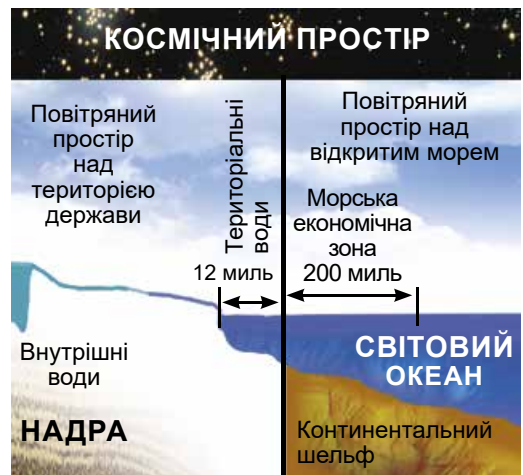 КОСМІЧНИЙ ПРОСТІР
Повітряний
простір
над
територією
держави
Територіальні
води
12 миль
Повітряний
простір над
відкритим морем
Морська
економічна
зона
200 миль
Внутрішні
води
НАДРА
СВІТОВИЙ
ОКЕАН
Континентальний
шельф